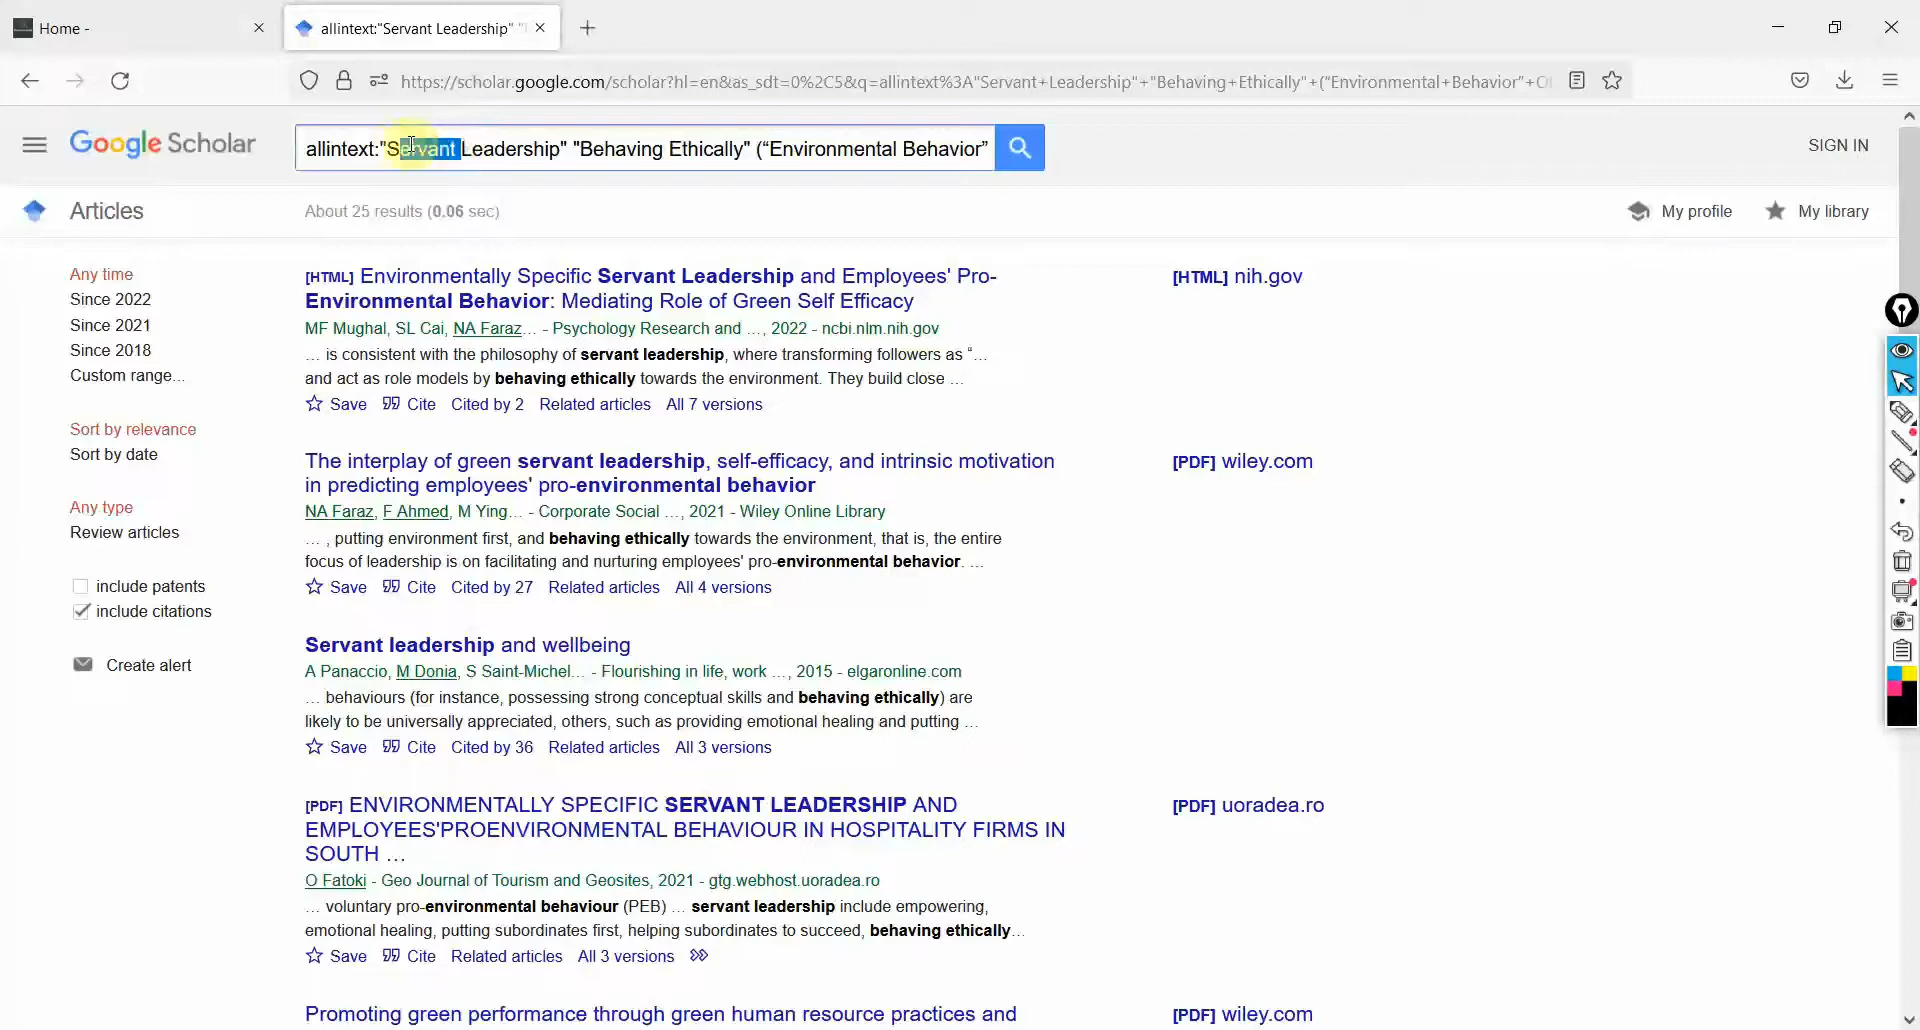 Home -
allintext:"Servant Leadership" "
https://scholar.google.com/scholar?hl=en&as_sdt=0%2C5&q=allintext%3A"Servant+Leadership"+"Behaving+Ethically"+("Environmental+Behavior"+O
Google Scholar
allintext:"Servant Leadership" "Behaving Ethically" (“Environmental Behavior”
SIGN IN
Articles
About 25 results (0.06 sec)
My profile
My library
Any time
Since 2022
Since 2021
Since 2018
Custom range...
Sort by relevance
Sort by date
Any type
Review articles
include patents
include citations
Create alert
[HTML] Environmentally Specific Servant Leadership and Employees' Pro-
Environmental Behavior: Mediating Role of Green Self Efficacy
MF Mughal, SL Cai, NA Faraz... - Psychology Research and ..., 2022 - ncbi.nlm.nih.gov
... is consistent with the philosophy of servant leadership, where transforming followers as “...
and act as role models by behaving ethically towards the environment. They build close ...
Save Cite Cited by 2 Related articles All 7 versions
[HTML] nih.gov
The interplay of green servant leadership, self-efficacy, and intrinsic motivation
in predicting employees' pro-environmental behavior
NA Faraz, F Ahmed, M Ying... - Corporate Social ..., 2021 - Wiley Online Library
... , putting environment first, and behaving ethically towards the environment, that is, the entire
focus of leadership is on facilitating and nurturing employees' pro-environmental behavior. ...
Save Cite Cited by 27 Related articles All 4 versions
[PDF] wiley.com
Servant leadership and wellbeing
A Panaccio, M Donia, S Saint-Michel... - Flourishing in life, work ..., 2015 - elgaronline.com
... behaviours (for instance, possessing strong conceptual skills and behaving ethically) are
likely to be universally appreciated, others, such as providing emotional healing and putting ...
Save Cite Cited by 36 Related articles All 3 versions
[PDF] ENVIRONMENTALLY SPECIFIC SERVANT LEADERSHIP AND
EMPLOYEES'PROENVIRONMENTAL BEHAVIOUR IN HOSPITALITY FIRMS IN
SOUTH ...
O Fatoki - Geo Journal of Tourism and Geosites, 2021 - gtg.webhost.uoradea.ro
... voluntary pro-environmental behaviour (PEB) ... servant leadership include empowering,
emotional healing, putting subordinates first, helping subordinates to succeed, behaving ethically...
Save Cite Related articles All 3 versions
[PDF] uoradea.ro
Promoting green performance through green human resource practices and
[PDF] wiley.com